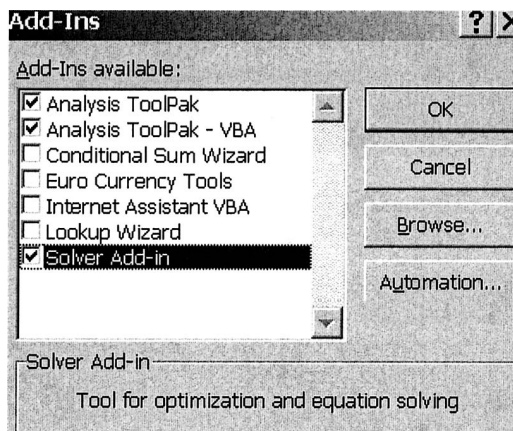 Add-Ins
Add-Ins available:
Analysis ToolPak
Analysis ToolPak - VBA
Conditional Sum Wizard
Euro Currency Tools
Internet Assistant VBA
Lookup Wizard
Solver Add-in
OK
Cancel
Browse...
Automation...
Solver Add-in
Tool for optimization and equation solving